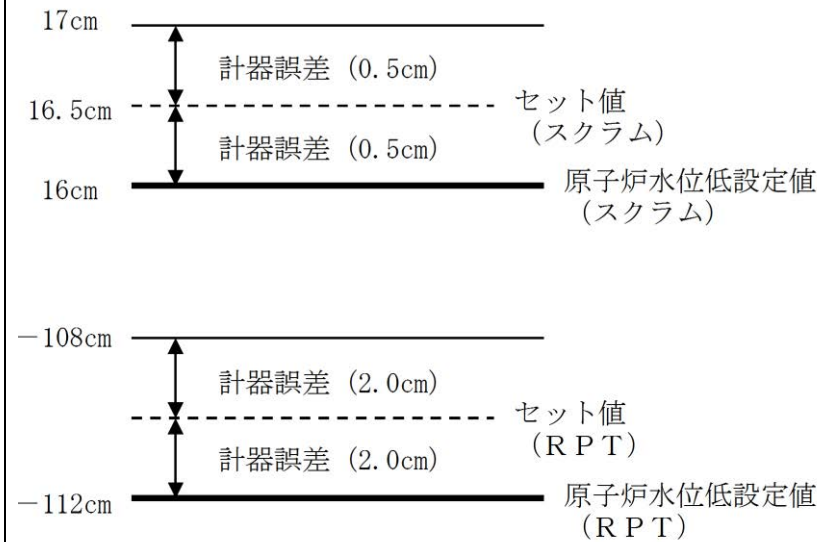 17cm
計器誤差 (0.5cm)
16.5cm
セット値
(スクラム)
計器誤差 (0.5cm)
16cm
原子炉水位低設定値
(スクラム)
－108cm
計器誤差 (2.0cm)
セット値
(ＲＰＴ)
計器誤差 (2.0cm)
－112cm
原子炉水位低設定値
(ＲＰＴ)